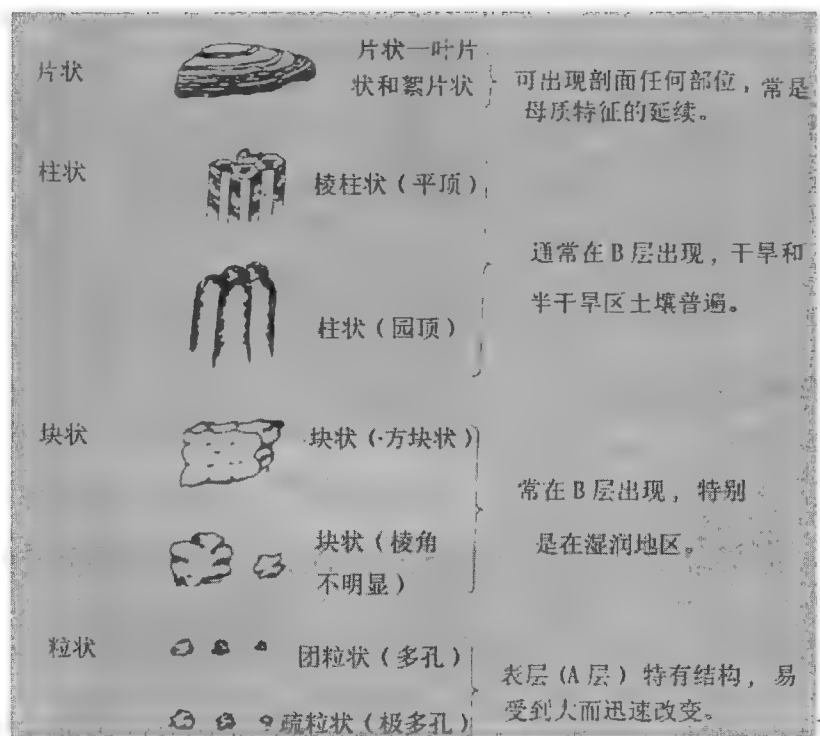 片状
片状—叶片
状和絮片状
可出现剖面任何部位，常是
母质特征的延续。
柱状
棱柱状（平顶）
柱状（园顶）
通常在B层出现，干旱和
半干旱区土壤普遍。
块状
块状（·方块状）
块状（棱角
不明显）
常在B层出现，特别
是在湿润地区。
粒状
团粒状（多孔）
疏粒状（极多孔）
表层(A层）特有结构，易
受到大而迅速改变。